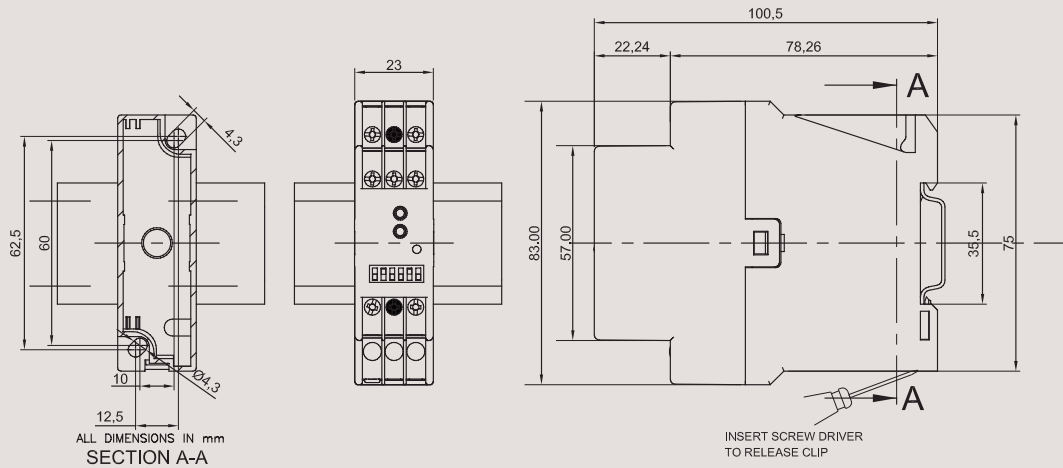 100,5
22,24
78,26
23
A
4,3
62,5
60
83.00
57.00
35,5
75
10
Ø4,3
12,5
A
ALL DIMENSIONS IN mm
SECTION A-A
INSERT SCREW DRIVER
TO RELEASE CLIP